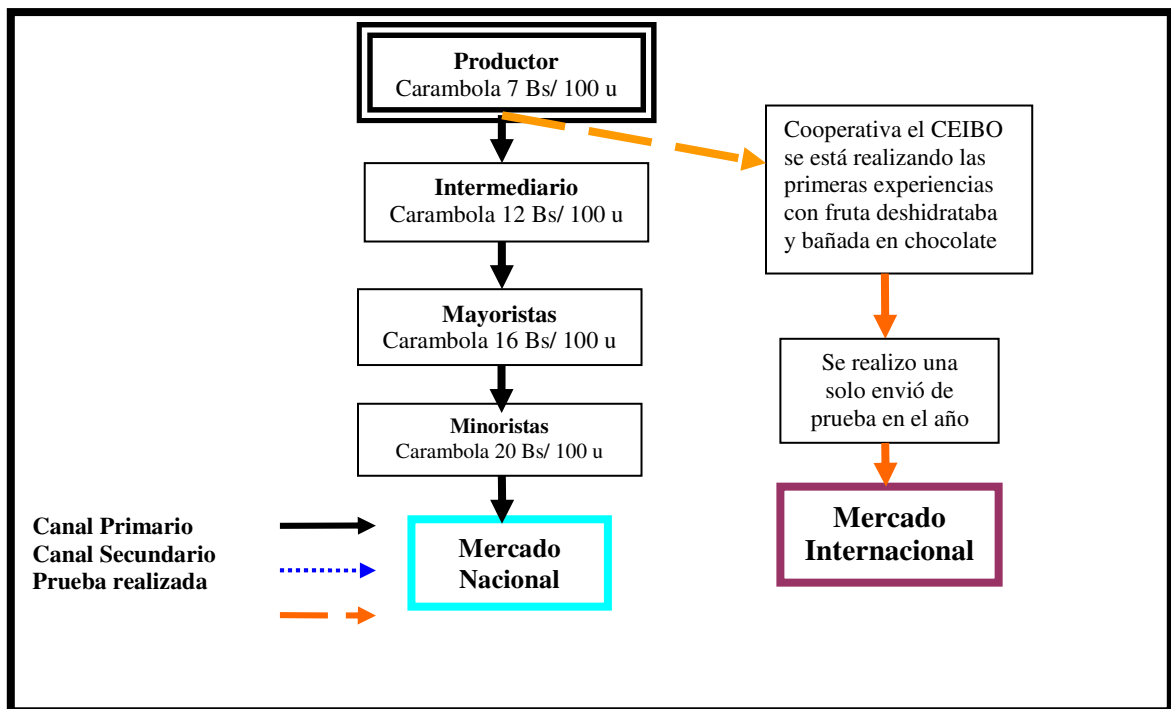 Productor
Carambola 7 Bs/ 100 u
Intermediario
Carambola 12 Bs/ 100 u
Mayoristas
Carambola 16 Bs/ 100 u
Minoristas
Carambola 20 Bs/ 100 u
Mercado
Nacional
Cooperativa el CEIBO
se está realizando las
primeras experiencias
con fruta deshidrataba
y bañada en chocolate
Se realizo una
solo envió de
prueba en el año
Mercado
Internacional
Canal Primario
Canal Secundario
Prueba realizada